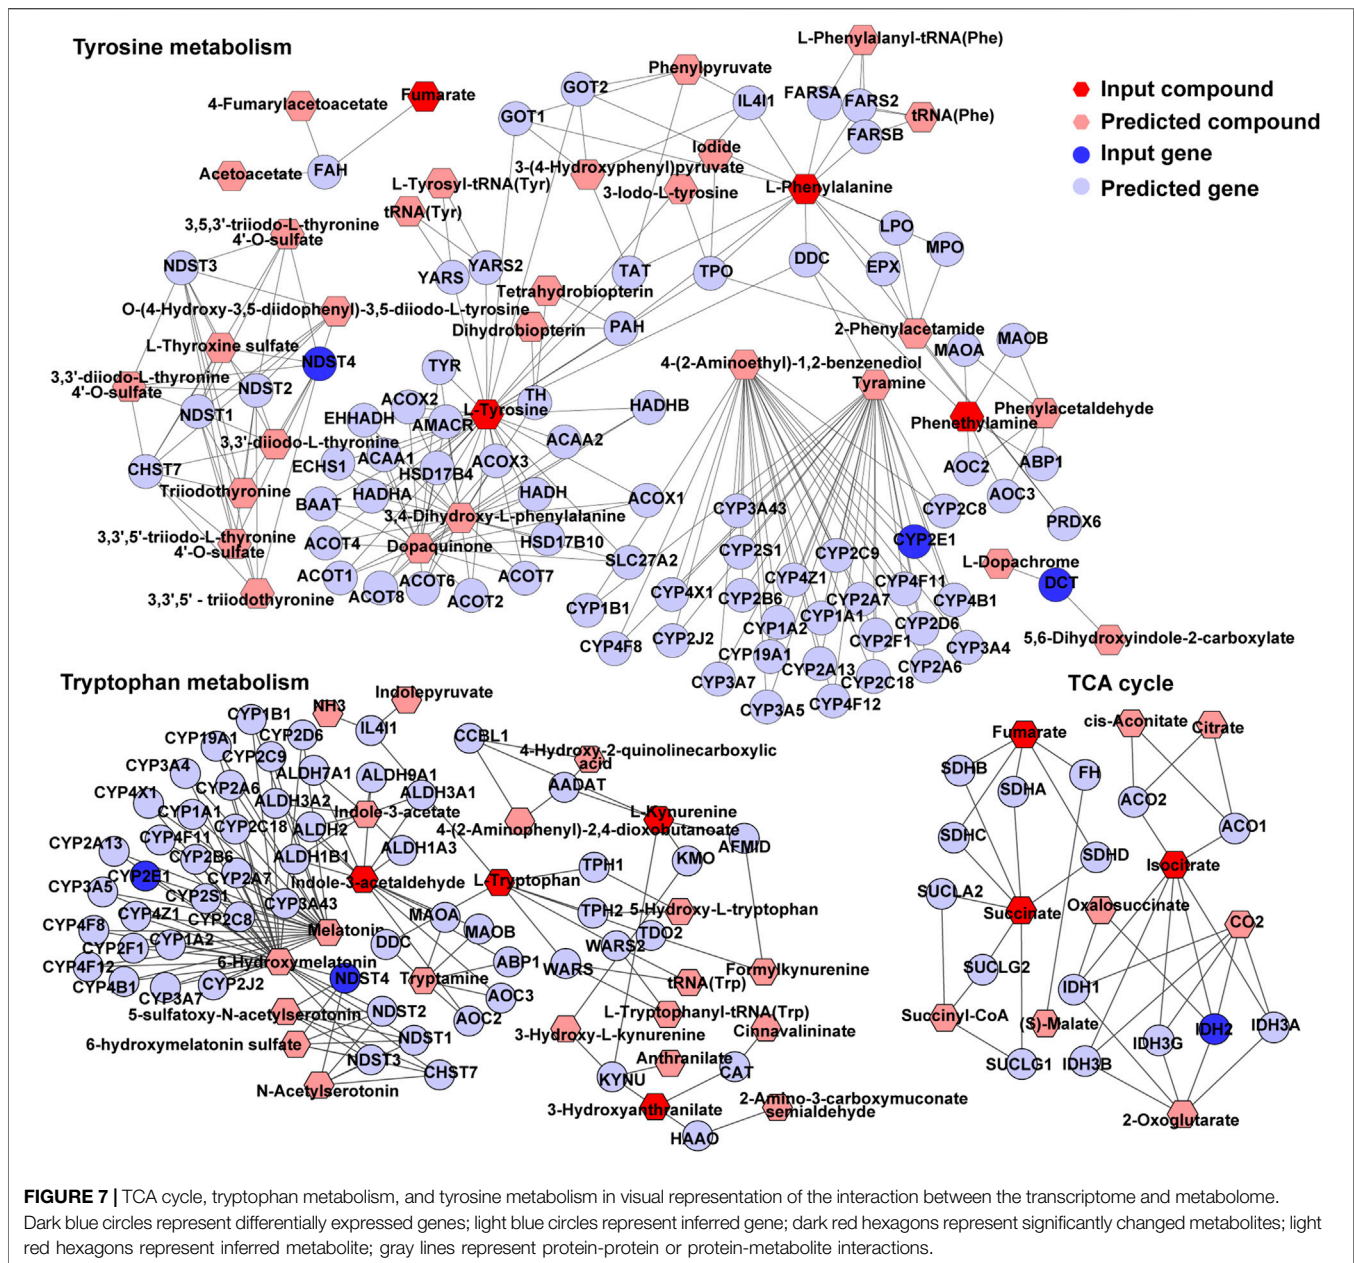 Tyrosine metabolism
L-Phenylalanyl-tRNA(Phe)
Phenylpyruvate
Input compound
Predicted compound
Input gene
Predicted gene
4-Fumarylacetoacetate
Fumarate
GOT2
GOT1
IL4I1
FARSA
FARS2
tRNA(Phe)
FARSB
Iodide
Acetoacetate
FAH
L-Tyrosyl-tRNA(Tyr)
3-(4-Hydroxyphenyl)pyruvate
3-Iodo-L-tyrosine
L-Phenylalanine
tRNA(Tyr)
3,5,3'-triiodo-L-thyronine
4'-O-sulfate
LPO
MPO
NDST3
YARS
YARS2
TAT
TPO
DDC
EPX
Tetrahydrobiopterin
O-(4-Hydroxy-3,5-diidophenyl)-3,5-diiodo-L-tyrosine
Dihydrobiopterin
PAH
2-Phenylacetamide
MAOB
MAOA
L-Thyroxine sulfate
NDST4
TYR
4-(2-Aminoethyl)-1,2-benzenediol
Tyramine
3,3'-diiodo-L-thyronine
4'-O-sulfate
NDST2
ACOX2
TH
HADHB
Phenylacetaldehyde
Phenethylamine
L-Tyrosine
NDST1
EHHADH
AMACR
3,3'-diiodo-L-thyronine
ACAA2
CHST7
ECHS1
ACAA1
HSD17B4
ACOX3
AOC2
ABP1
Triiodothyronine
BAAT
HADHA
HADH
ACOX1
AOC3
3,4-Dihydroxy-L-phenylalanine
CYP3A43
CYP2C8
PRDX6
3,3',5'-triiodo-L-thyronine
4'-O-sulfate
ACOT4
Dopaquinone
HSD17B10
SLC27A2
CYP2S1
CYP2C9
CYP2E1
L-Dopachrome
ACOT1
ACOT8
ACOT6
ACOT2
ACOT7
CYP4X1
CYP2B6
CYP4Z1
CYP4F11
DCT
3,3',5' - triiodothyronine
CYP1B1
CYP2A7
CYP4B1
CYP1A2
CYP1A1
CYP2D6
CYP4F8
CYP2J2
CYP19A1
CYP2F1
CYP3A4
5,6-Dihydroxyindole-2-carboxylate
CYP3A7
CYP2A13
CYP2C18
CYP2A6
CYP3A5
CYP4F12
Tryptophan metabolism
TCA cycle
Indolepyruvate
NH3
IL4I1
CYP1B1
CYP19A1
CYP2D6
CYP2C9
CCBL1
4-Hydroxy-2-quinolinecarboxylic
acid
CYP3A4
CYP2A6
ALDH7A1
ALDH9A1
ALDH3A1
AADAT
CYP4X1
CYP1A1
ALDH3A2
Indole-3-acetate
L-Kynurenine
4-(2-Aminophenyl)-2,4-dioxobutanoate
CYP2A13
CYP4F11
CYP2C18
ALDH2
AFMID
CYP2B6
ALDH1B1
ALDH1A3
KMO
CYP2E1
CYP3A5
CYP2A7
Indole-3-acetaldehyde
L-Tryptophan
TPH1
CYP2S1
CYP3A43
CYP4F8
CYP4Z1
CYP2C8
MAOA
TPH2
5-Hydroxy-L-tryptophan
Melatonin
MAOB
TDO2
CYP2F1
CYP1A2
DDC
WARS2
CYP4F12
6-Hydroxymelatonin
ABP1
WARS
Formylkynurenine
CYP4B1
CYP3A7
CYP2J2
NDST4
Tryptamine
AOC3
tRNA(Trp)
5-sulfatoxy-N-acetylserotonin
NDST2
AOC2
L-Tryptophanyl-tRNA(Trp)
6-hydroxymelatonin sulfate
NDST1
3-Hydroxy-L-kynurenine
Cinnavalininate
NDST3
CHST7
Anthranilate
CAT
N-Acetylserotonin
KYNU
3-Hydroxyanthranilate
2-Amino-3-carboxymuconate
semialdehyde
HAAO
Fumarate
cis-Aconitate
Citrate
SDHB
SDHA
FH
ACO2
ACO1
SDHC
SDHD
Isocitrate
SUCLA2
Succinate
Oxalosuccinate
CO2
SUCLG2
IDH1
Succinyl-CoA
(S)-Malate
IDH2
IDH3A
SUCLG1
IDH3B
IDH3G
2-Oxoglutarate
FIGURE 7 | TCA cycle, tryptophan metabolism, and tyrosine metabolism in visual representation of the interaction between the transcriptome and metabolome.
Dark blue circles represent differentially expressed genes; light blue circles represent inferred gene; dark red hexagons represent significantly changed metabolites; light
red hexagons represent inferred metabolite; gray lines represent protein-protein or protein-metabolite interactions.